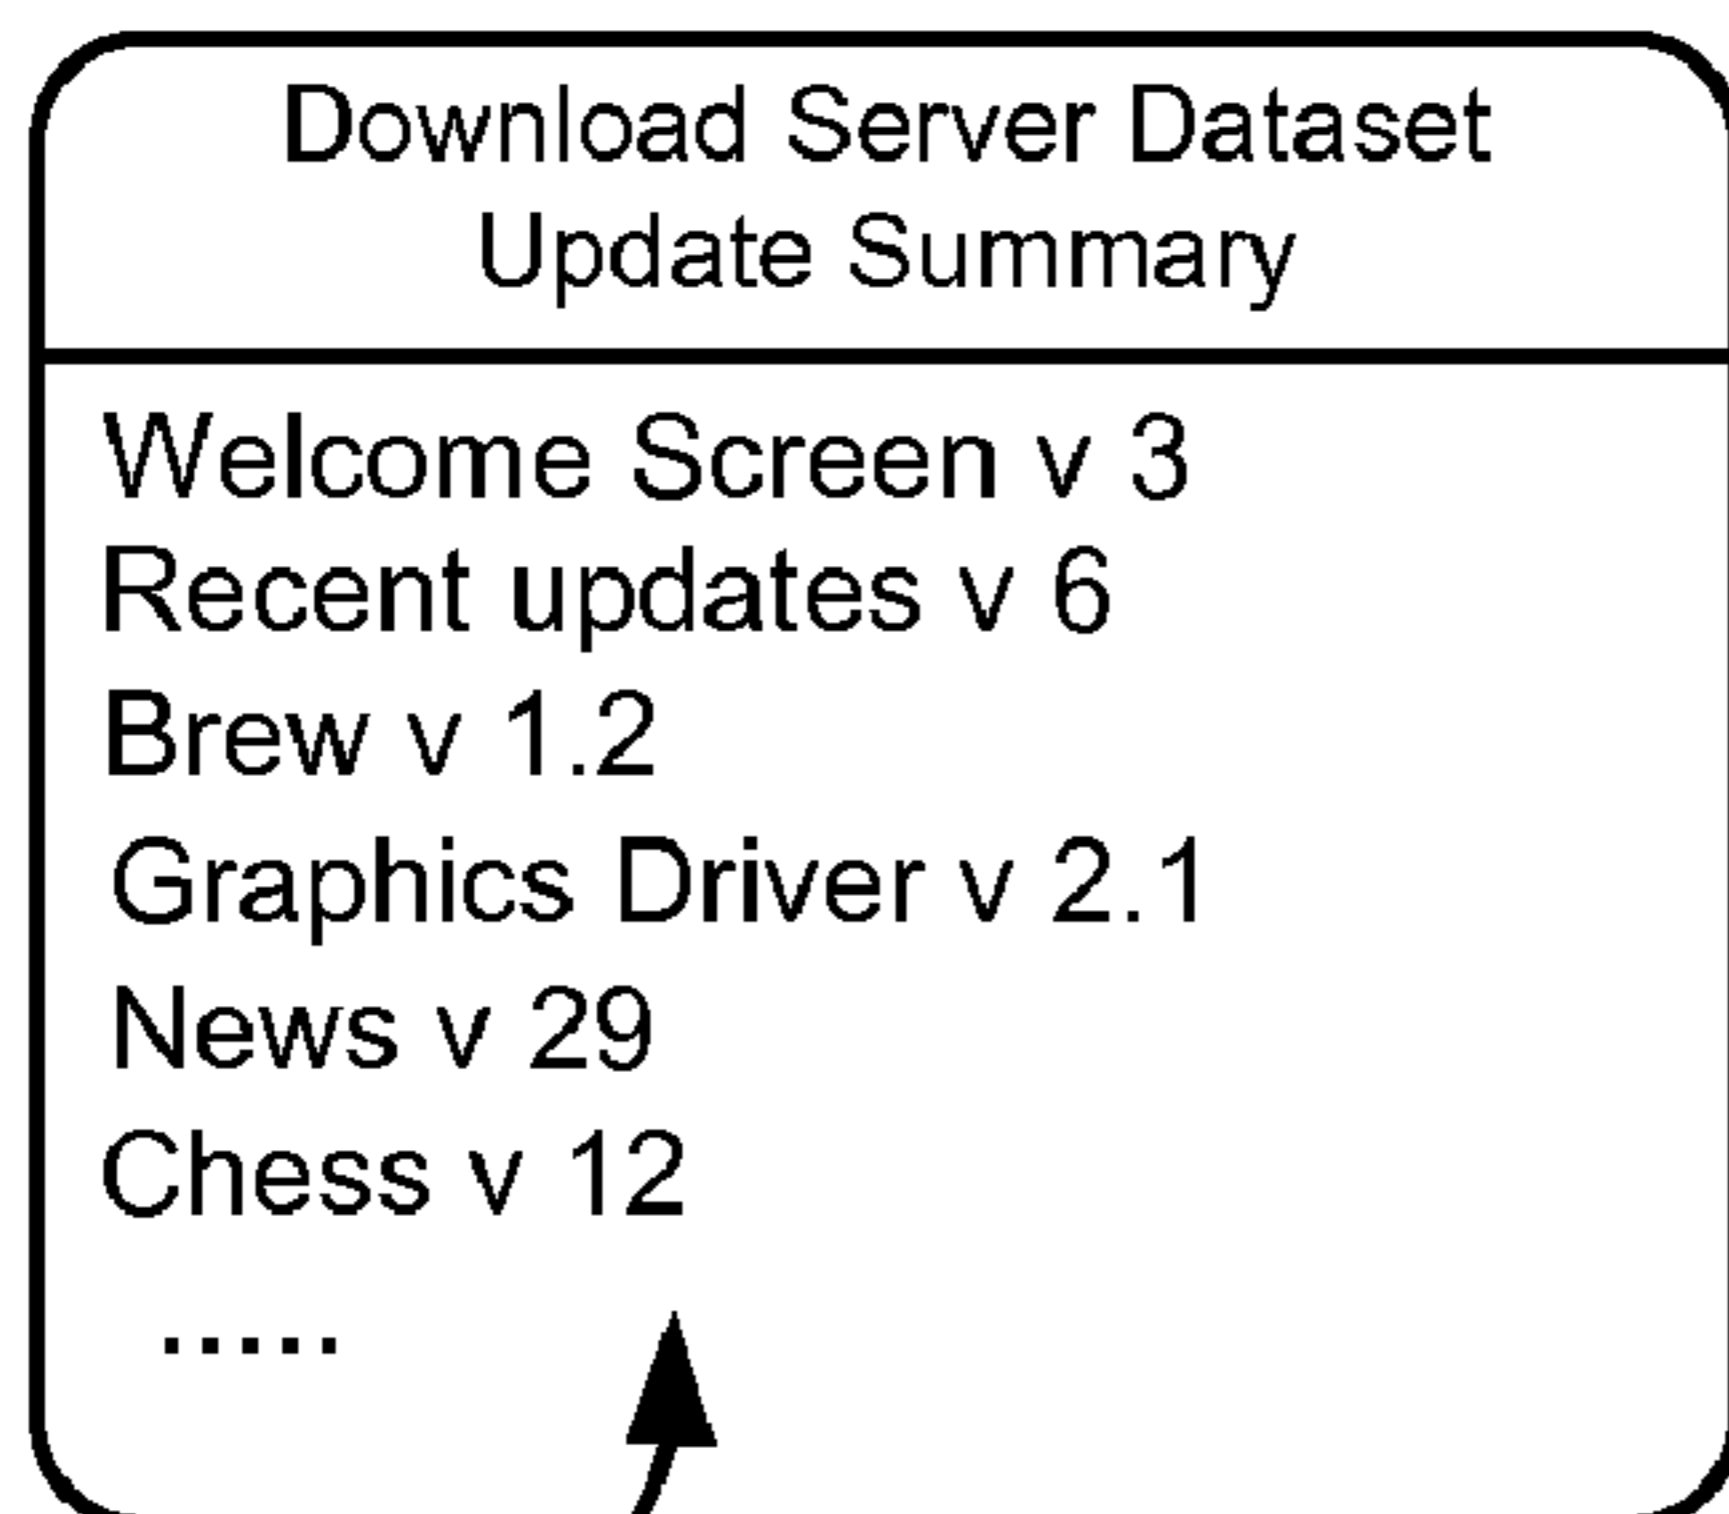 Download Server Dataset
Update Summary
Welcome Screen v 3
Recent updates v 6
Brew v 1.2
Graphics Driver v 2.1
News v 29
Chess v 12
.....